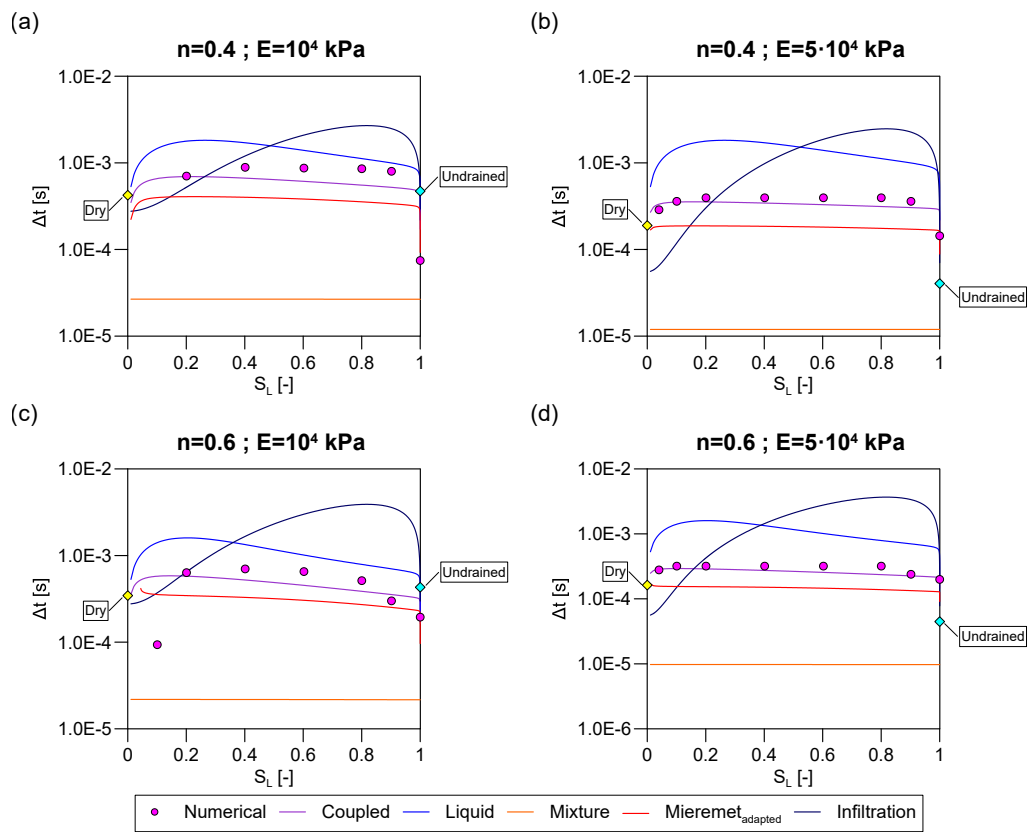 (a)
n=0.4 ; E=10⁴ kPa
1.0E-2
1.0E-3
1.0E-4
1.0E-5
Δt [s]
Dry
Undrained
0 0.2 0.4 0.6 0.8 1
S_L [-]
(b)
n=0.4 ; E=5·10⁴ kPa
1.0E-2
1.0E-3
1.0E-4
1.0E-5
Δt [s]
Dry
Undrained
0 0.2 0.4 0.6 0.8 1
S_L [-]
(c)
n=0.6 ; E=10⁴ kPa
1.0E-2
1.0E-3
1.0E-4
1.0E-5
Δt [s]
Dry
Undrained
0 0.2 0.4 0.6 0.8 1
S_L [-]
(d)
n=0.6 ; E=5·10⁴ kPa
1.0E-2
1.0E-3
1.0E-4
1.0E-5
1.0E-6
Δt [s]
Dry
Undrained
0 0.2 0.4 0.6 0.8 1
S_L [-]
Numerical Coupled Liquid Mixture Mieremet_adapted Infiltration